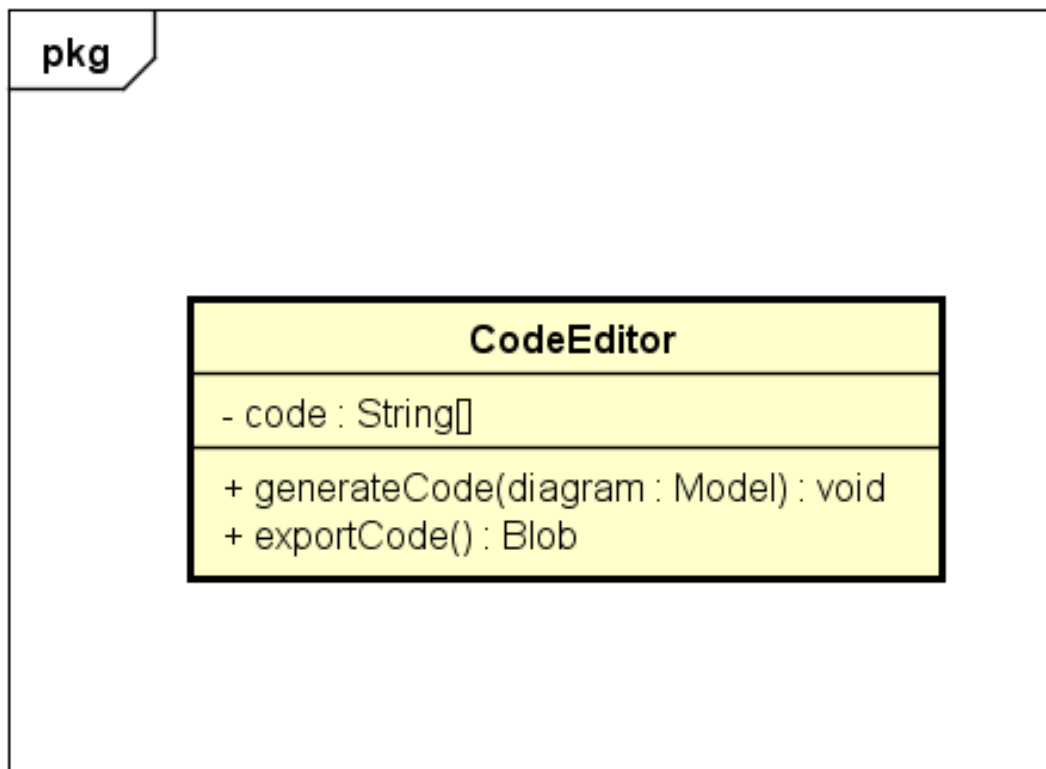 pkg
CodeEditor
- code : String[]
+ generateCode(diagram : Model) : void
+ exportCode() : Blob